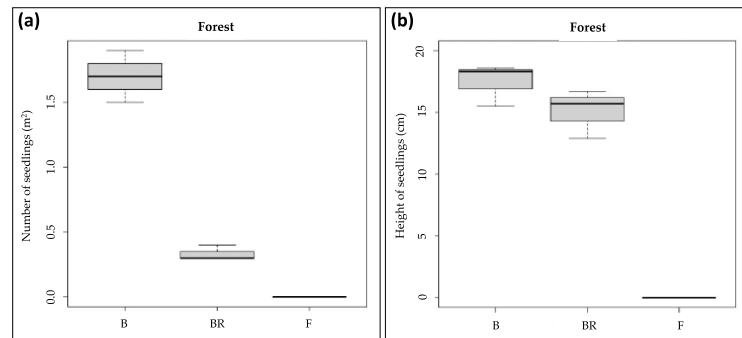 (a)
Forest
Number of seedlings (m²)
1.5
1.0
0.5
0.0
B BR F
(b)
Forest
Height of seedlings (cm)
20
15
10
5
0
B BR F